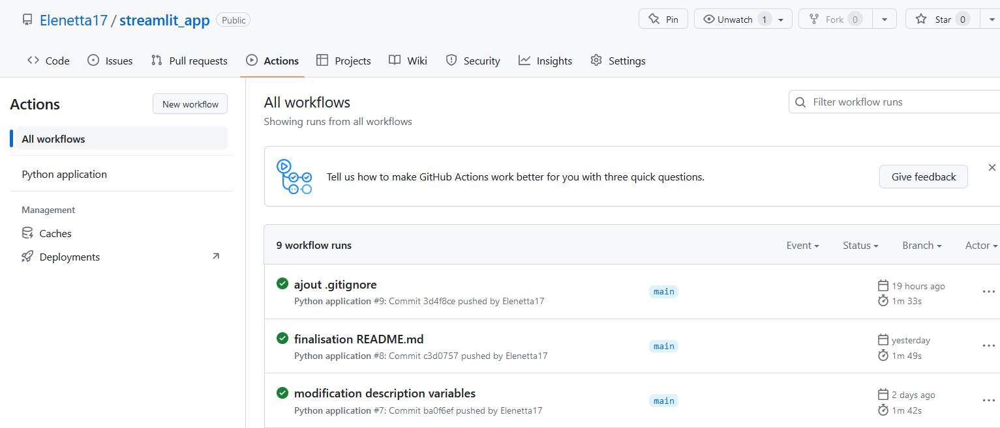 Elenetta17 / streamlit_app Public Pin Unwatch 1 Fork 0 Star 0
Code Issues Pull requests Actions Projects Wiki Security Insights Settings
Actions New workflow
All workflows
Python application
Management
Caches
Deployments
All workflows
Showing runs from all workflows
Filter workflow runs
Tell us how to make GitHub Actions work better for you with three quick questions.
Give feedback
9 workflow runs Event Status Branch Actor
ajout .gitignore
Python application #9: Commit 3d4f8ce pushed by Elenetta17
main
19 hours ago
1m 33s
finalisation README.md
Python application #8: Commit c3d0757 pushed by Elenetta17
main
yesterday
1m 49s
modification description variables
Python application #7: Commit ba0f6ef pushed by Elenetta17
main
2 days ago
1m 42s